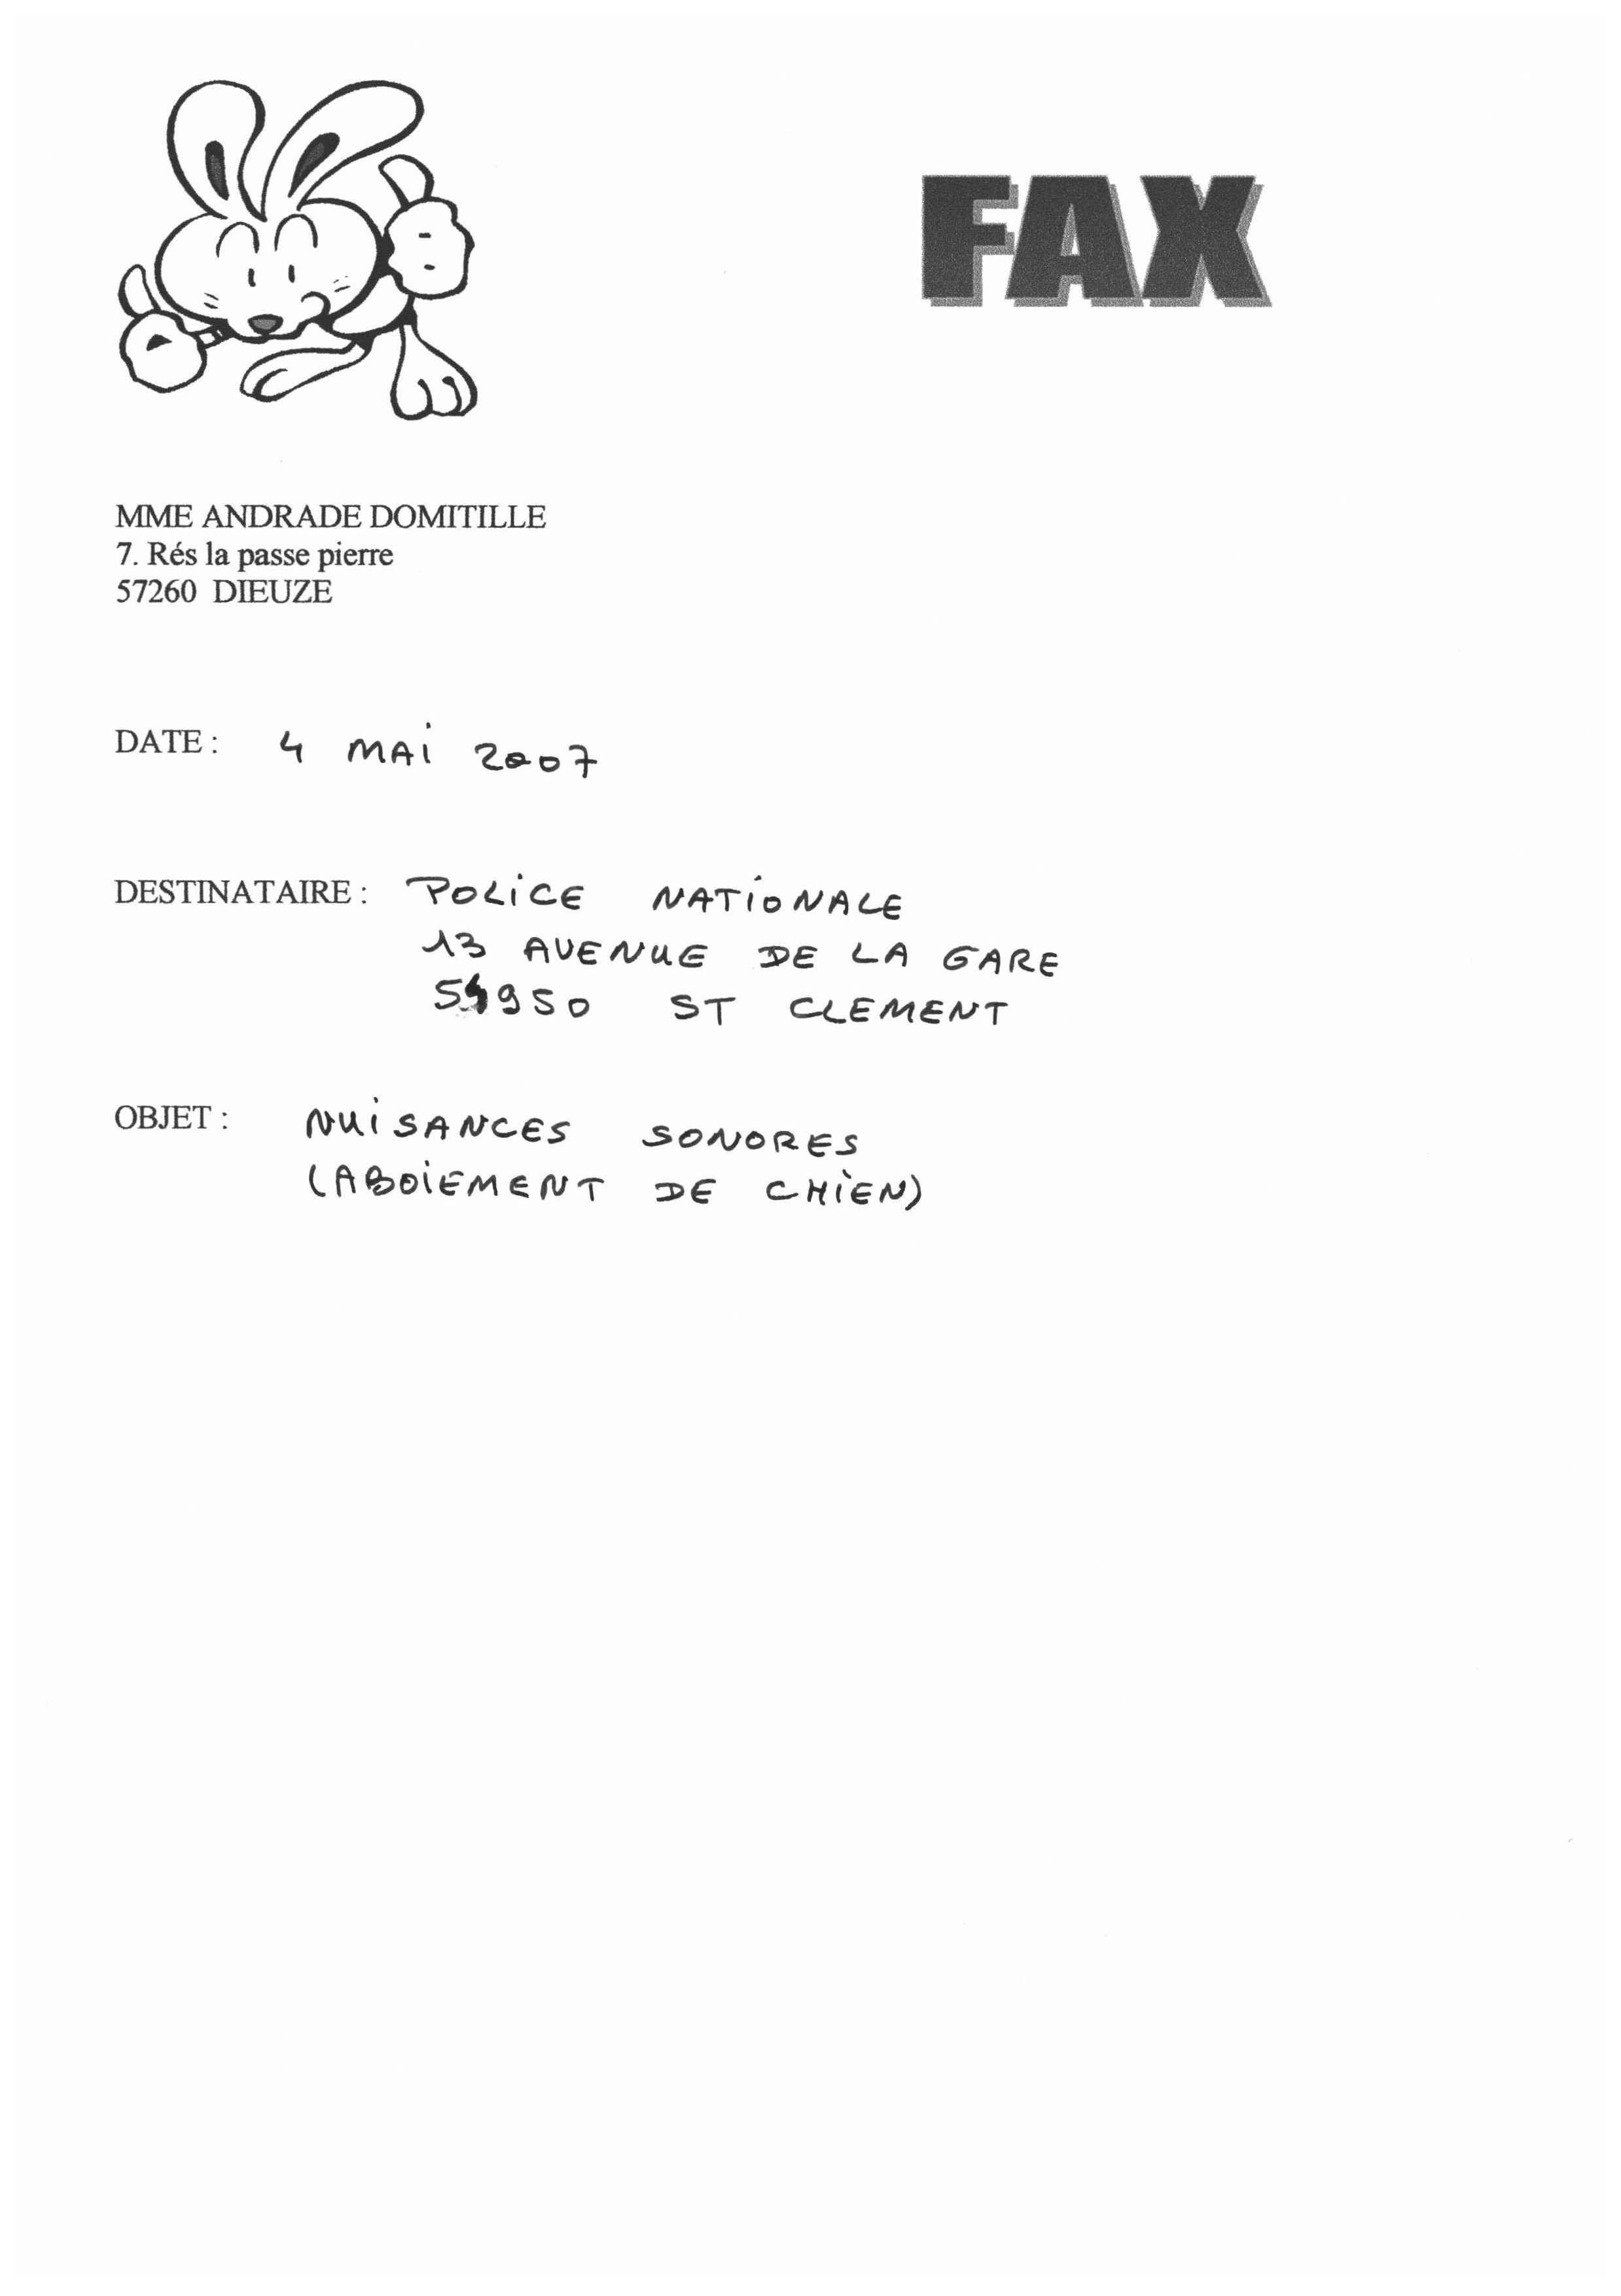 FAX
MME ANDRADE DOMITILLE
7. Rés la passe pierre
57260 DIEUZE
DATE : 4 MAi 2007
DESTINATAIRE : POLiCE NATiONALE
13 AVENUE DE LA GARE
54950 ST CLEMENT
OBJET : NUiSANCES SONORES
(ABOiEMENT DE CHiEN)